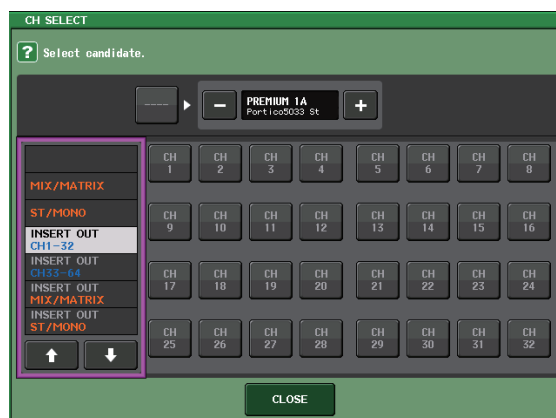 CH SELECT
? Select candidate.
---- PREMIUM 1A
Portico5033 St
MIX/MATRIX
ST/MONO
INSERT OUT
CH1-32
INSERT OUT
CH33-64
INSERT OUT
MIX/MATRIX
INSERT OUT
ST/MONO
CH 1
CH 2
CH 3
CH 4
CH 5
CH 6
CH 7
CH 8
CH 9
CH 10
CH 11
CH 12
CH 13
CH 14
CH 15
CH 16
CH 17
CH 18
CH 19
CH 20
CH 21
CH 22
CH 23
CH 24
CH 25
CH 26
CH 27
CH 28
CH 29
CH 30
CH 31
CH 32
CLOSE